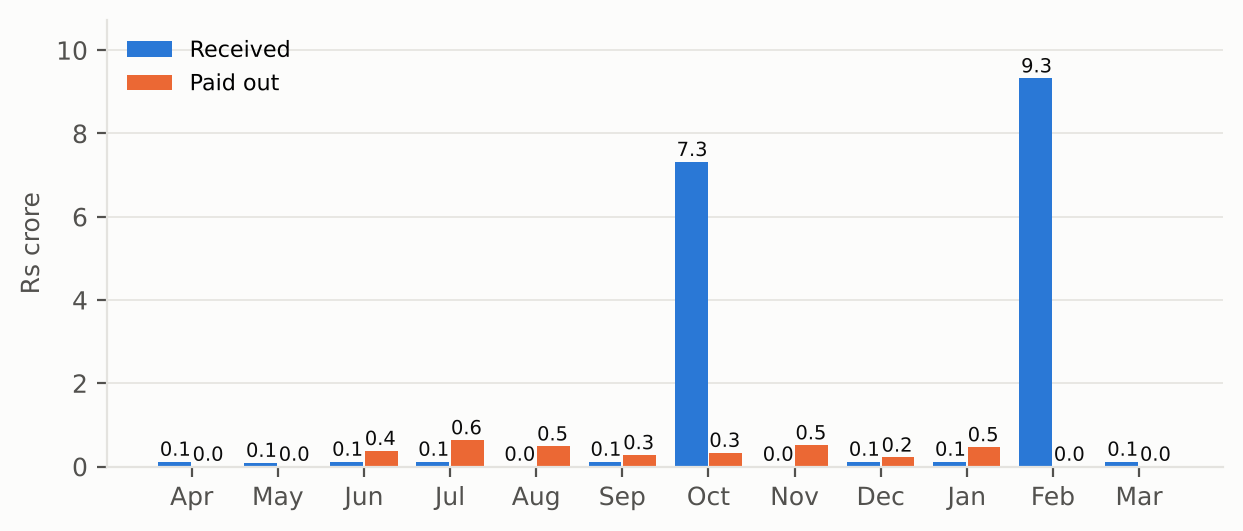 Received
Paid out
Rs crore
10
8
6
4
2
0
0.1 0.0 0.1 0.0 0.1 0.4 0.1 0.6 0.0 0.5 0.1 0.3 7.3 0.3 0.0 0.5 0.1 0.2 0.1 0.5 9.3 0.0 0.1 0.0
Apr May Jun Jul Aug Sep Oct Nov Dec Jan Feb Mar